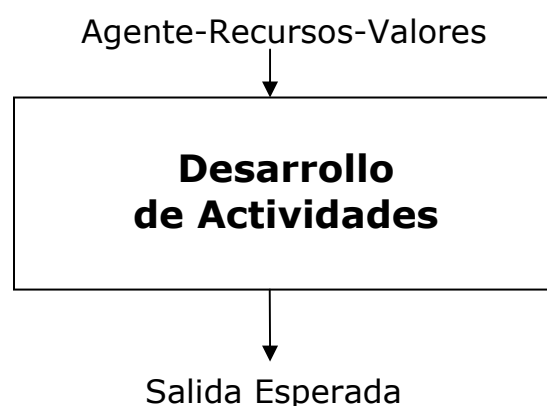 Agente-Recursos-Valores
Desarrollo
de Actividades
Salida Esperada